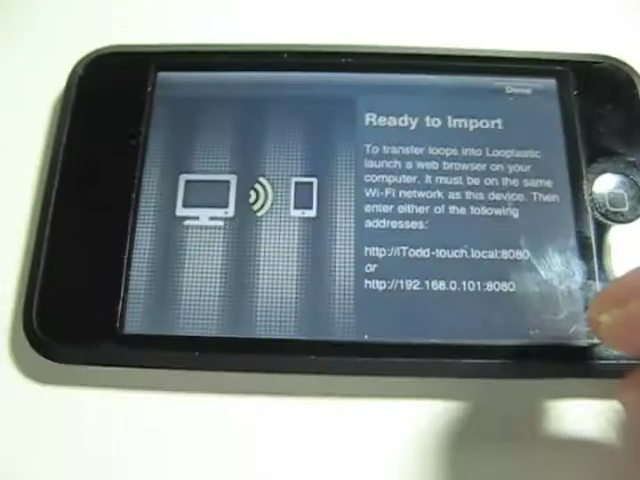 Done
Ready to Import
To transfer loops into Looptastic
launch a web browser on your
computer. It must be on the same
Wi-Fi network as this device. Then
enter either of the following
addresses:
http://iTodd-touch.local:8080
or
http://192.168.0.101:8080